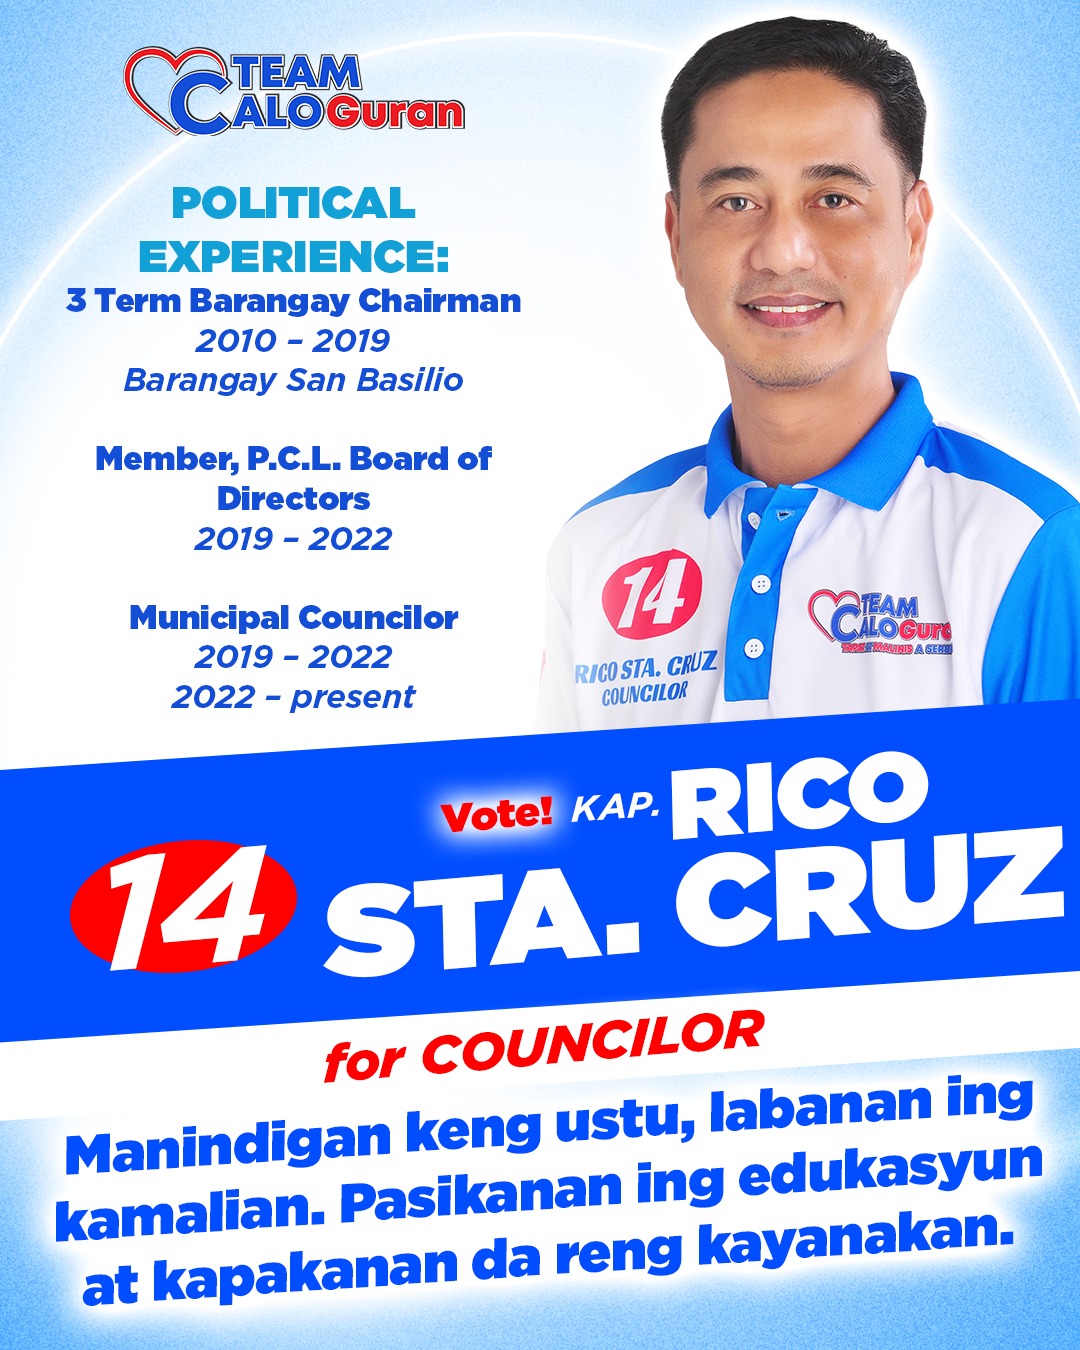 TEAM
CALOGuran
POLITICAL
EXPERIENCE:
3 Term Barangay Chairman
2010 – 2019
Barangay San Basilio
Member, P.C.L. Board of
Directors
2019 – 2022
Municipal Councilor
2019 – 2022
2022 – present
14
RICO STA. CRUZ
COUNCILOR
TEAM
CALOGuran
MALINIS A
Vote! KAP. RICO
14 STA. CRUZ
for COUNCILOR
Manindigan keng ustu, labanan ing
kamalian. Pasikanan ing edukasyun
at kapakanan da reng kayanakan.